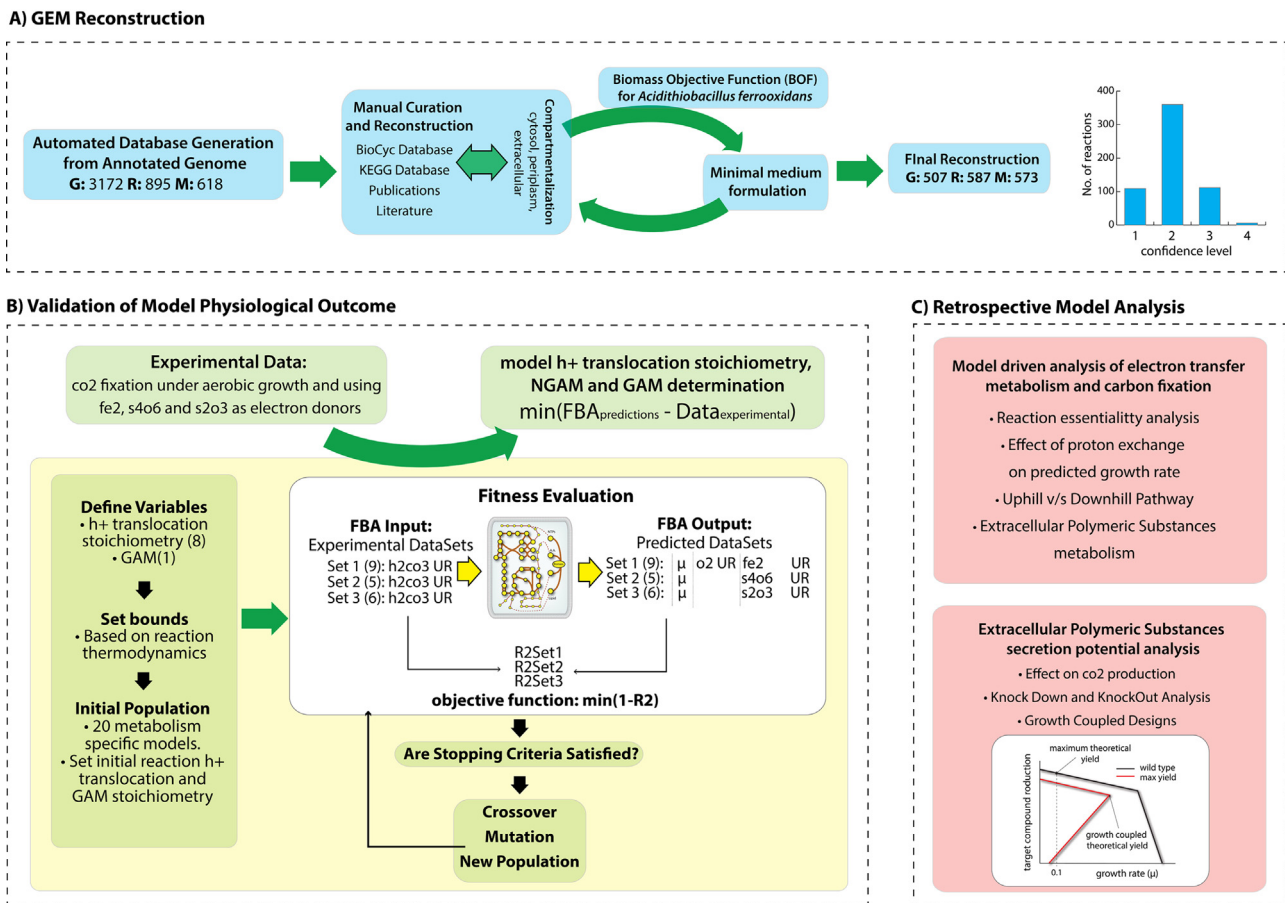 A) GEM Reconstruction
Automated Database Generation
from Annotated Genome
G: 3172 R: 895 M: 618
Manual Curation
and Reconstruction
BioCyc Database
KEGG Database
Publications
Literature
Compartmentalization
cytosol, periplasm,
extracellular
Biomass Objective Function (BOF)
for Acidithiobacillus ferrooxidans
Minimal medium
formulation
FInal Reconstruction
G: 507 R: 587 M: 573
No. of reactions
400
300
200
100
0
1 2 3 4
confidence level
B) Validation of Model Physiological Outcome
Experimental Data:
co2 fixation under aerobic growth and using
fe2, s4o6 and s2o3 as electron donors
model h+ translocation stoichiometry,
NGAM and GAM determination
min(FBApredictions - Dataexperimental)
Define Variables
• h+ translocation
stoichiometry (8)
• GAM(1)
Set bounds
• Based on reaction
thermodynamics
Initial Population
• 20 metabolism
specific models.
• Set initial reaction h+
translocation and
GAM stoichiometry
Fitness Evaluation
FBA Input:
Experimental DataSets
Set 1 (9): h2co3 UR
Set 2 (5): h2co3 UR
Set 3 (6): h2co3 UR
FBA Output:
Predicted DataSets
Set 1 (9): μ o2 UR fe2 UR
Set 2 (5): μ s4o6 UR
Set 3 (6): μ s2o3 UR
R2Set1
R2Set2
R2Set3
objective function: min(1-R2)
Are Stopping Criteria Satisfied?
Crossover
Mutation
New Population
C) Retrospective Model Analysis
Model driven analysis of electron transfer
metabolism and carbon fixation
• Reaction essentialitty analysis
• Effect of proton exchange
on predicted growth rate
• Uphill v/s Downhill Pathway
• Extracellular Polymeric Substances
metabolism
Extracellular Polymeric Substances
secretion potential analysis
• Effect on co2 production
• Knock Down and KnockOut Analysis
• Growth Coupled Designs
maximum theoretical
yield
wild type
max yield
growth coupled
theoretical yield
target compound roduction
0.1
growth rate (μ)